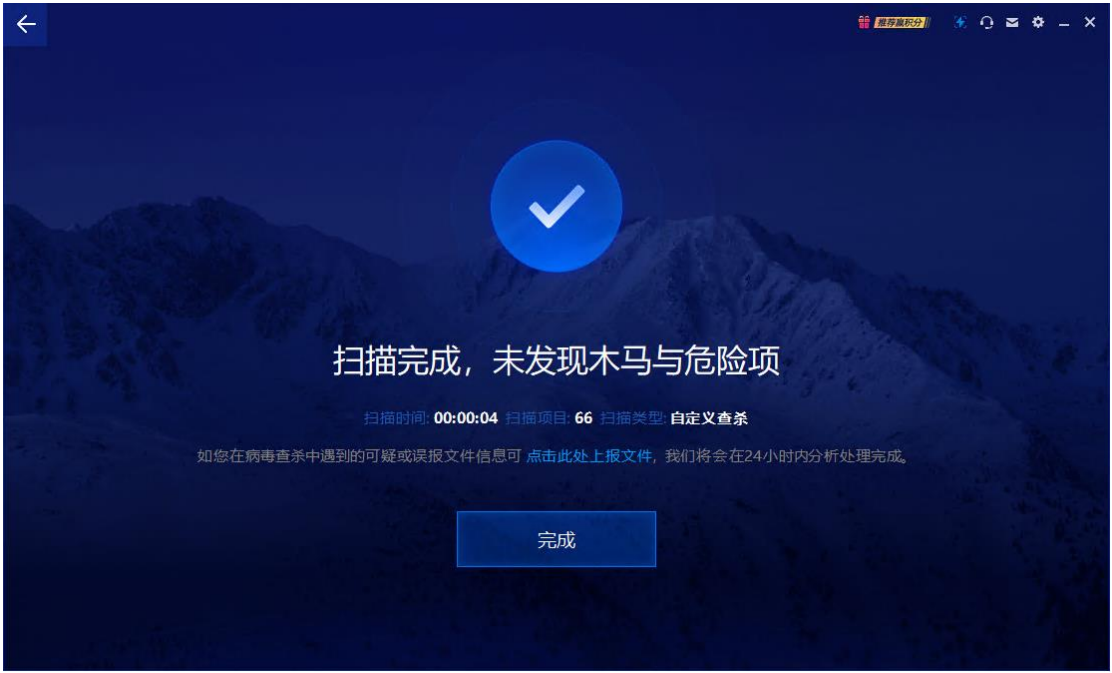 推荐赢积分
扫描完成，未发现木马与危险项
扫描时间: 00:00:04 扫描项目: 66 扫描类型: 自定义查杀
如您在病毒查杀中遇到的可疑或误报文件信息可 点击此处上报文件，我们将会在24小时内分析处理完成。
完成